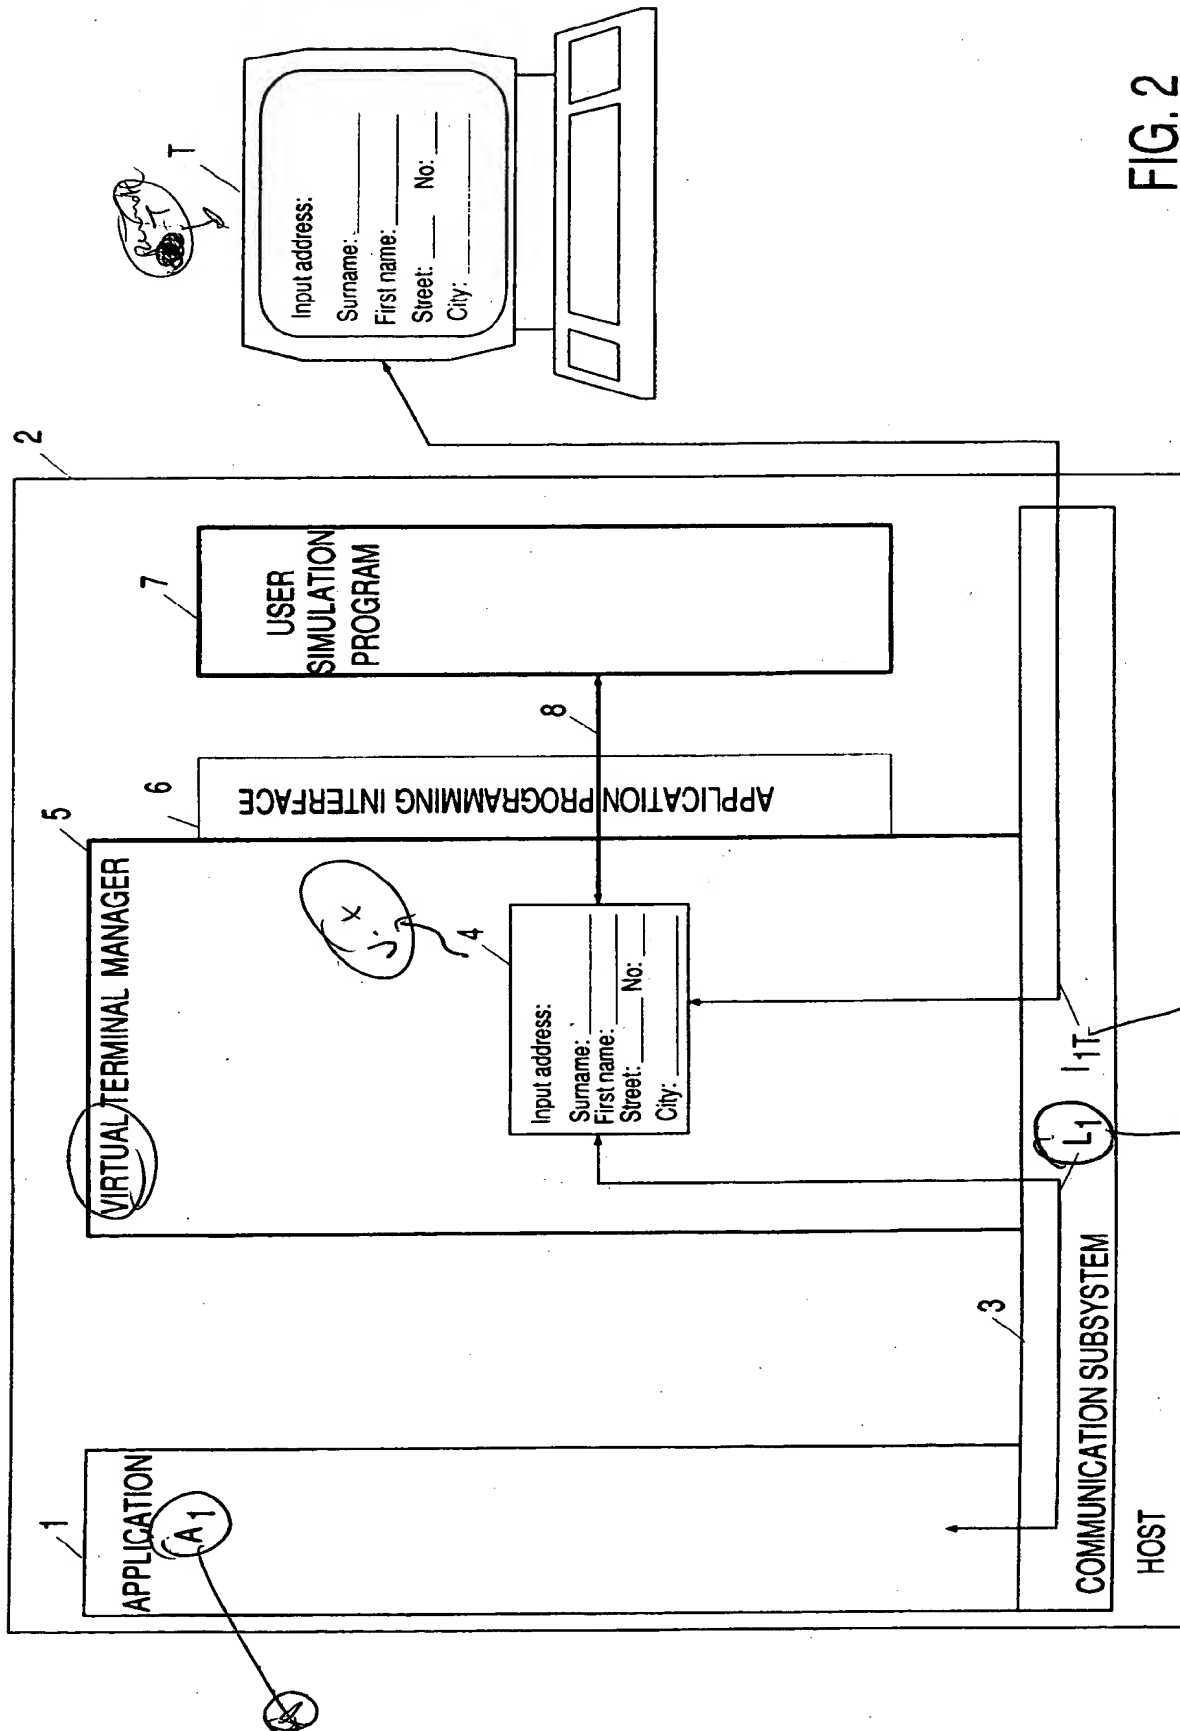 2
1
APPLICATION
A1
5
VIRTUAL TERMINAL MANAGER
6
APPLICATION PROGRAMMING INTERFACE
7
USER
SIMULATION
PROGRAM
8
4
Input address:
Surname:
First name:
Street: No:
City:
T
Input address:
Surname:
First name:
Street: No:
City:
3
L1
I1T
COMMUNICATION SUBSYSTEM
HOST
FIG. 2